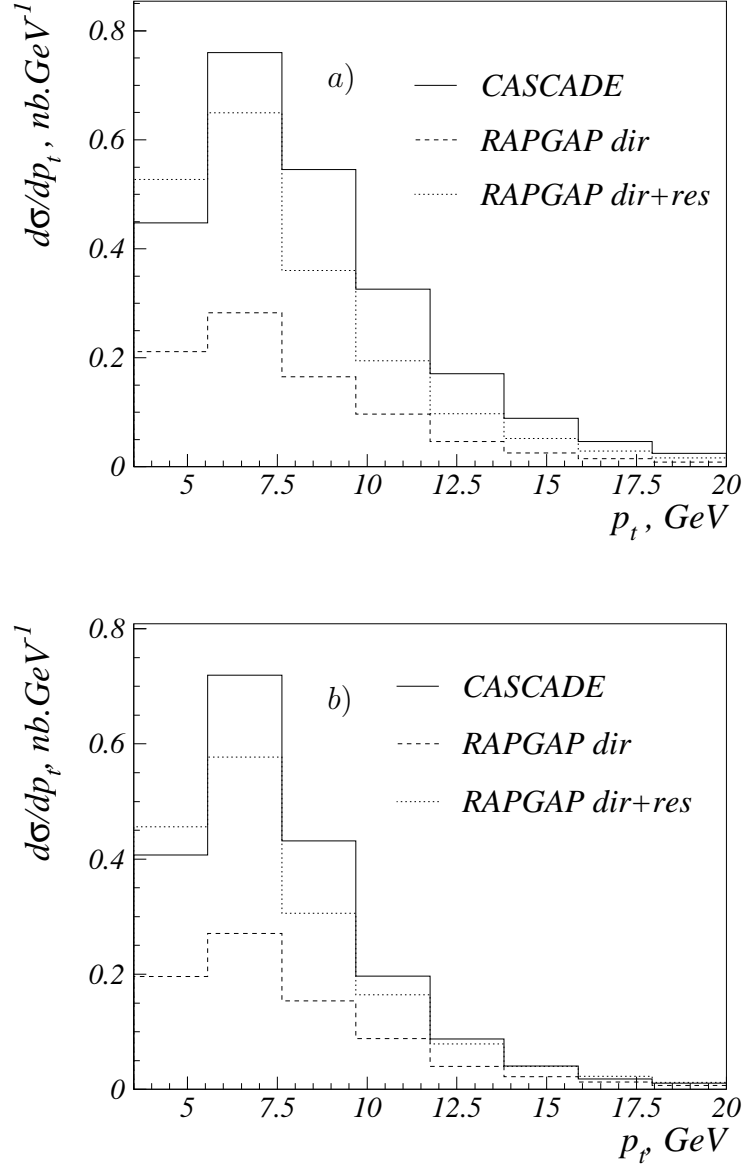 0.8
0.6
0.4
0.2
0
dσ/dp_t , nb.GeV^-1
a)
CASCADE
RAPGAP dir
RAPGAP dir+res
5 7.5 10 12.5 15 17.5 20
p_t , GeV
0.8
0.6
0.4
0.2
0
dσ/dp_t, nb.GeV^-1
b)
CASCADE
RAPGAP dir
RAPGAP dir+res
5 7.5 10 12.5 15 17.5 20
p_t, GeV